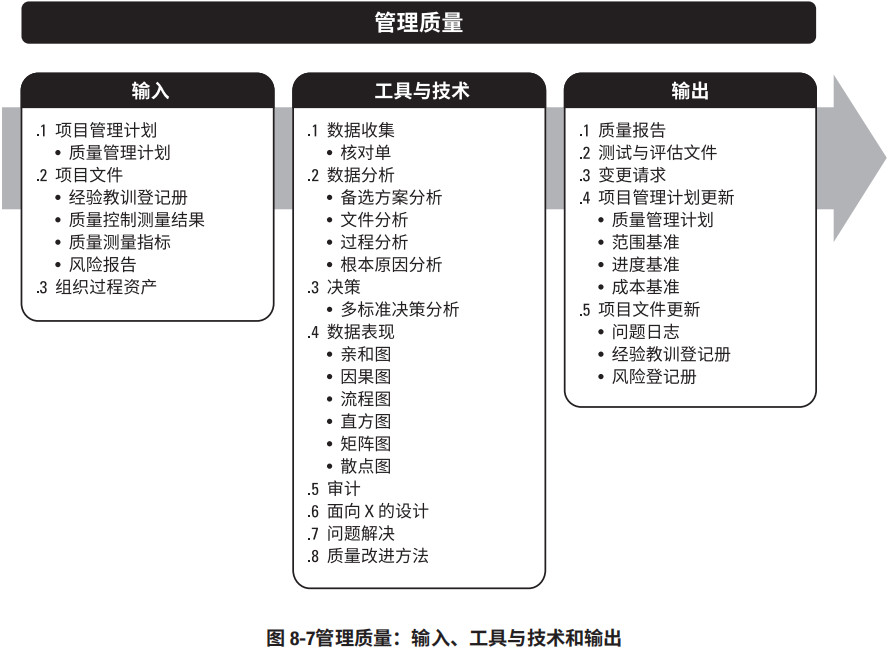 管理质量
输入
.1 项目管理计划
• 质量管理计划
.2 项目文件
• 经验教训登记册
• 质量控制测量结果
• 质量测量指标
• 风险报告
.3 组织过程资产
工具与技术
.1 数据收集
• 核对单
.2 数据分析
• 备选方案分析
• 文件分析
• 过程分析
• 根本原因分析
.3 决策
• 多标准决策分析
.4 数据表现
• 亲和图
• 因果图
• 流程图
• 直方图
• 矩阵图
• 散点图
.5 审计
.6 面向 X 的设计
.7 问题解决
.8 质量改进方法
输出
.1 质量报告
.2 测试与评估文件
.3 变更请求
.4 项目管理计划更新
• 质量管理计划
• 范围基准
• 进度基准
• 成本基准
.5 项目文件更新
• 问题日志
• 经验教训登记册
• 风险登记册
图 8-7管理质量：输入、工具与技术和输出